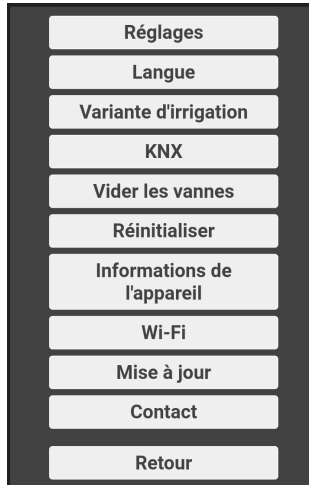 Réglages
Langue
Variante d'irrigation
KNX
Vider les vannes
Réinitialiser
Informations de
l'appareil
Wi-Fi
Mise à jour
Contact
Retour